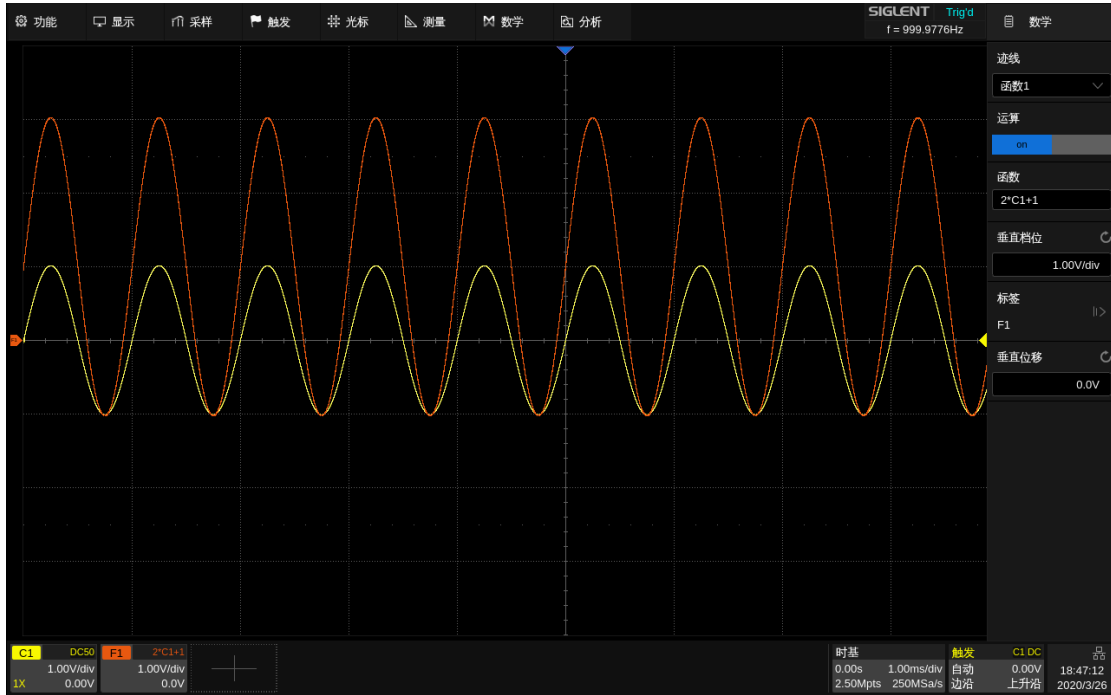 功能 显示 采样 触发 光标 测量 数学 分析 SIGLENT Trig'd 数学
f = 999.9776Hz
迹线
函数1
运算
on
函数
2*C1+1
垂直档位
1.00V/div
标签
F1
垂直位移
0.0V
C1 DC50 F1 2*C1+1 时基 触发 C1 DC
1.00V/div 1.00V/div 0.00s 1.00ms/div 自动 0.00V 18:47:12
1X 0.00V 0.0V 2.50Mpts 250MSa/s 边沿 上升沿 2020/3/26